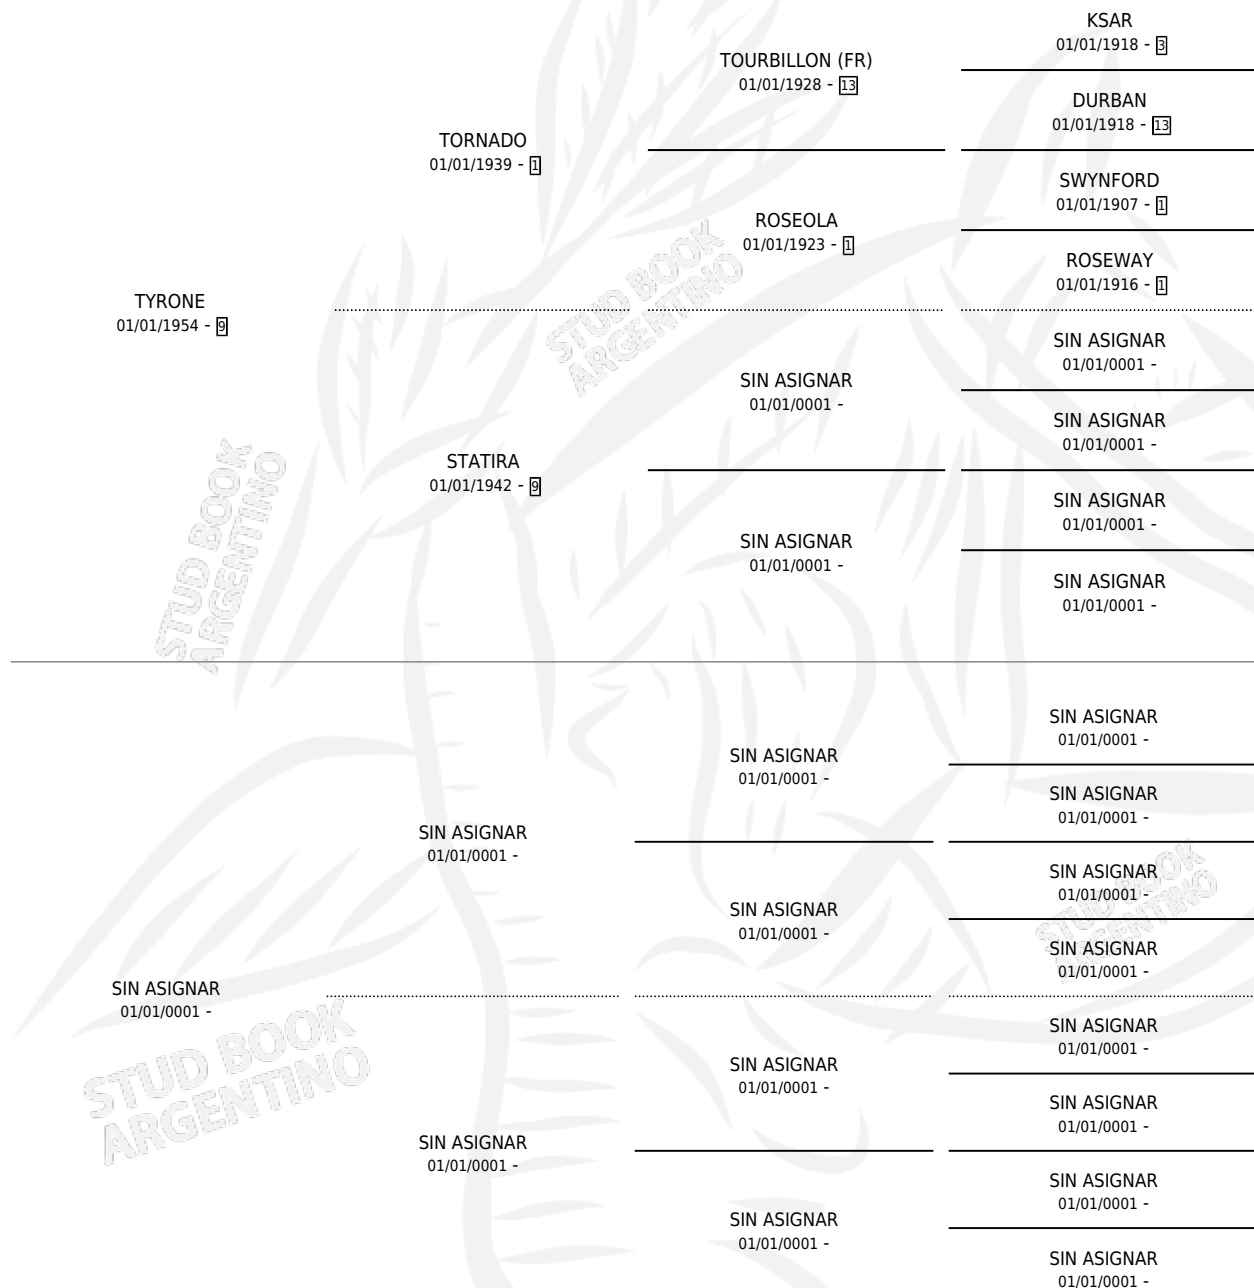 KSAR
01/01/1918 - 3
TOURBILLON (FR)
01/01/1928 - 13
DURBAN
01/01/1918 - 13
TORNADO
01/01/1939 - 1
SWYNFORD
01/01/1907 - 1
ROSEOLA
01/01/1923 - 1
ROSEWAY
01/01/1916 - 1
TYRONE
01/01/1954 - 9
SIN ASIGNAR
01/01/0001 -
SIN ASIGNAR
01/01/0001 -
SIN ASIGNAR
01/01/0001 -
STATIRA
01/01/1942 - 9
SIN ASIGNAR
01/01/0001 -
SIN ASIGNAR
01/01/0001 -
SIN ASIGNAR
01/01/0001 -
STUD BOOK
ARGENTINO
STUD BOOK
ARGENTINO
SIN ASIGNAR
01/01/0001 -
SIN ASIGNAR
01/01/0001 -
SIN ASIGNAR
01/01/0001 -
SIN ASIGNAR
01/01/0001 -
SIN ASIGNAR
01/01/0001 -
SIN ASIGNAR
01/01/0001 -
SIN ASIGNAR
01/01/0001 -
SIN ASIGNAR
01/01/0001 -
SIN ASIGNAR
01/01/0001 -
SIN ASIGNAR
01/01/0001 -
SIN ASIGNAR
01/01/0001 -
SIN ASIGNAR
01/01/0001 -
SIN ASIGNAR
01/01/0001 -
SIN ASIGNAR
01/01/0001 -
SIN ASIGNAR
01/01/0001 -
STUD BOOK
ARGENTINO
STUD BOOK
ARGENTINO